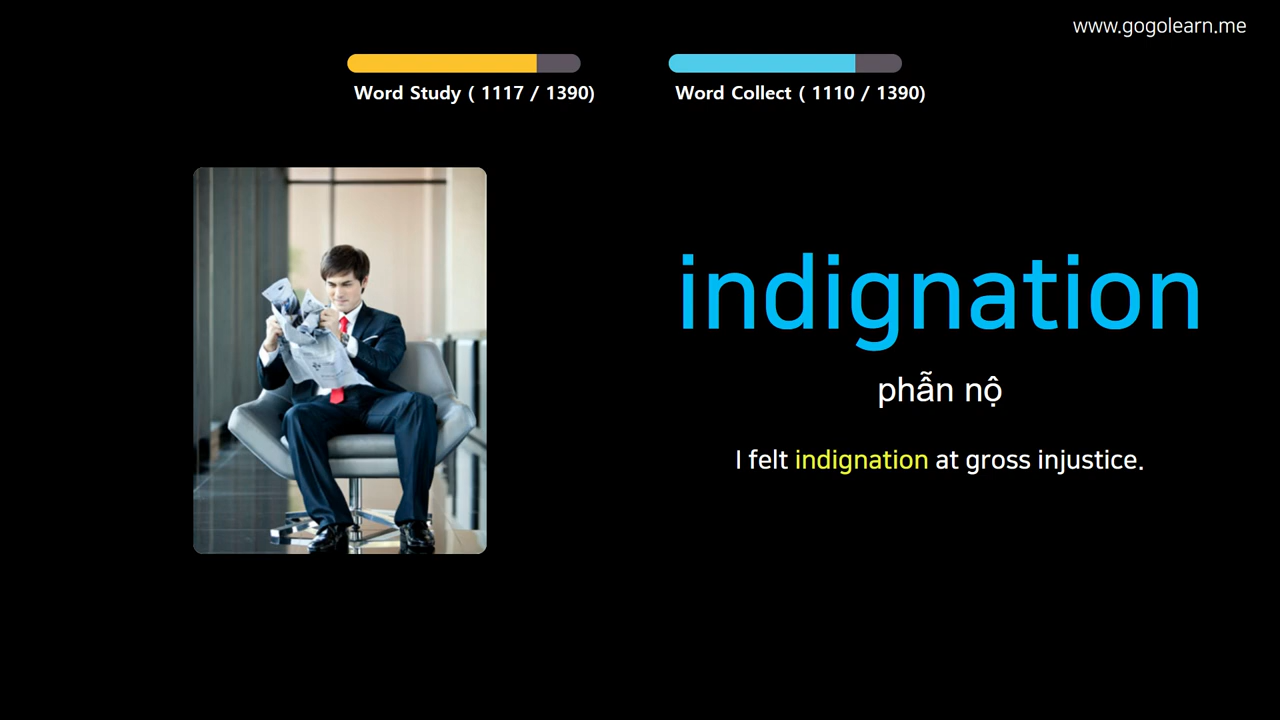 www.gogolearn.me
Word Study ( 1117 / 1390)
Word Collect ( 1110 / 1390)
indignation
phẫn nộ
I felt indignation at gross injustice.